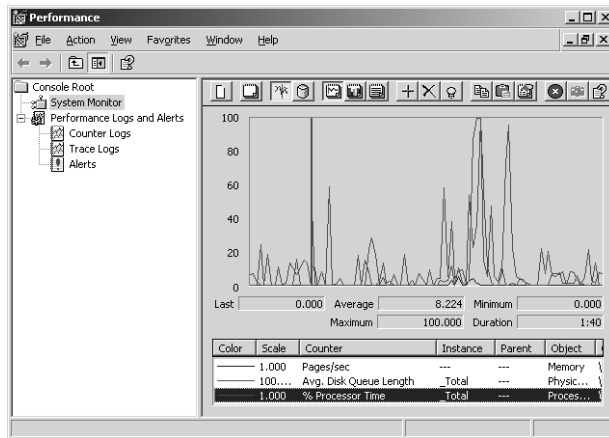 Performance
File Action View Favorites Window Help
Console Root
System Monitor
Performance Logs and Alerts
Counter Logs
Trace Logs
Alerts
100
80
60
40
20
0
Last 0.000 Average 8.224 Minimum 0.000
Maximum 100.000 Duration 1:40
Color Scale Counter Instance Parent Object
1.000 Pages/sec --- --- Memory \
100.... Avg. Disk Queue Length _Total --- Physic... \
1.000 % Processor Time _Total --- Proces... \